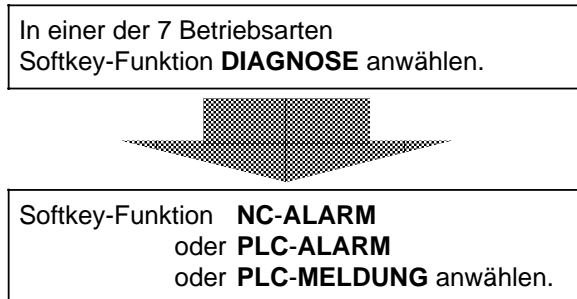 In einer der 7 Betriebsarten
Softkey-Funktion DIAGNOSE anwählen.
Softkey-Funktion NC-ALARM
oder PLC-ALARM
oder PLC-MELDUNG anwählen.